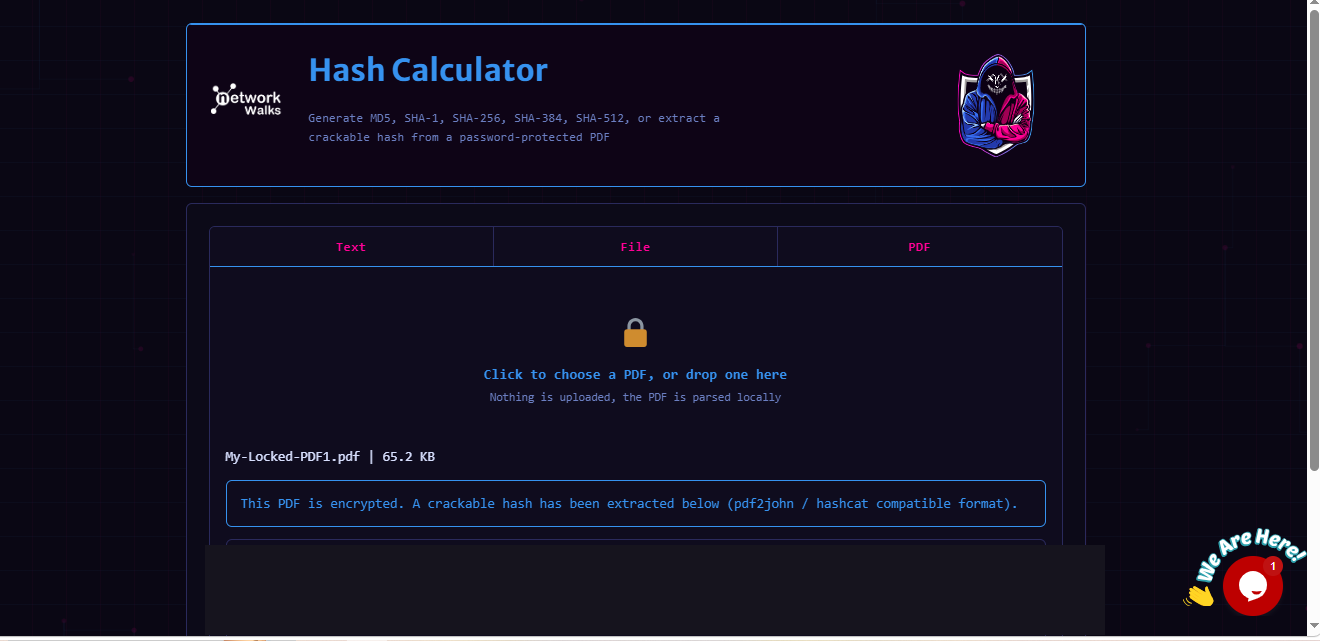 network
Walks
Hash Calculator
Generate MD5, SHA-1, SHA-256, SHA-384, SHA-512, or extract a
crackable hash from a password-protected PDF
Text
File
PDF
Click to choose a PDF, or drop one here
Nothing is uploaded, the PDF is parsed locally
My-Locked-PDF1.pdf | 65.2 KB
This PDF is encrypted. A crackable hash has been extracted below (pdf2john / hashcat compatible format).
We Are Here!
1